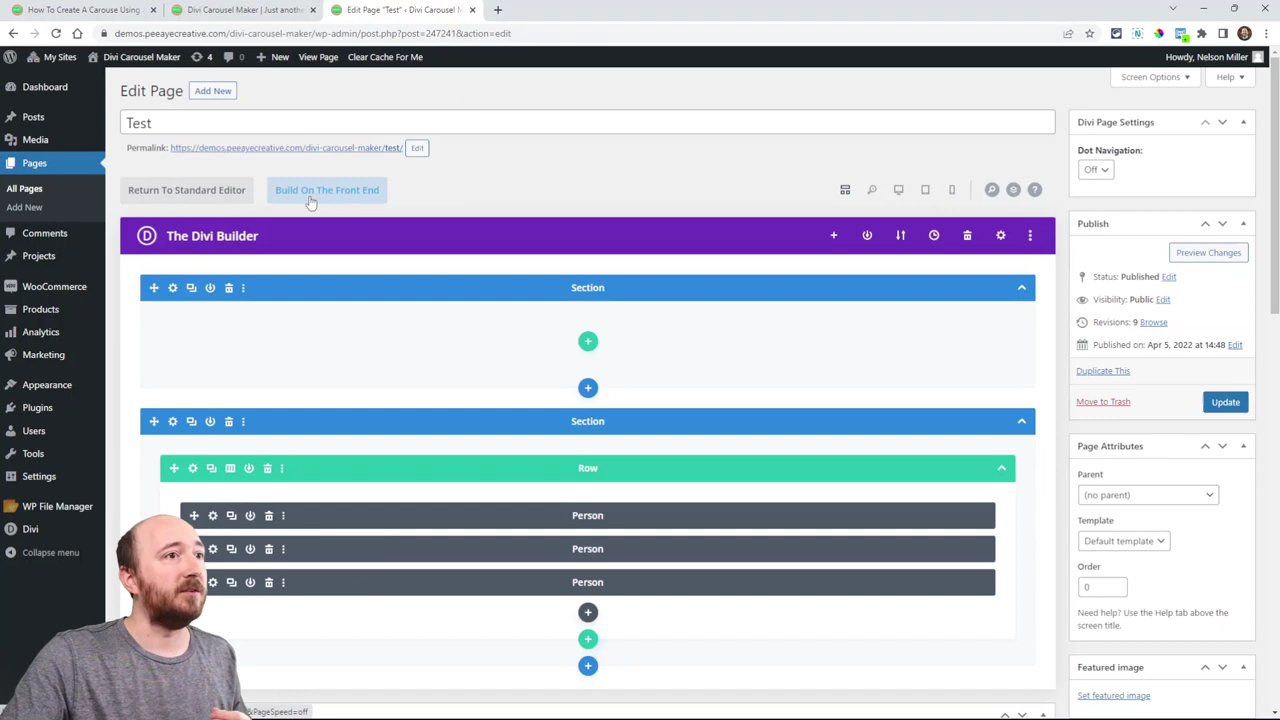 How To Create A Carouse Using
Divi Carousel Maker | Just anoth
Edit Page "Test" ‹ Divi Carousel M
demos.peeayecreative.com/divi-carousel-maker/wp-admin/post.php?post=247241&action=edit
My Sites
Divi Carousel Maker
4
New
View Page
Clear Cache For Me
Howdy, Nelson Miller
Dashboard
Posts
Media
Pages
All Pages
Add New
Comments
Projects
WooCommerce
Products
Analytics
Marketing
Appearance
Plugins
Users
Tools
Settings
WP File Manager
Divi
Collapse menu
Screen Options
Help
Edit Page
Add New
Test
Permalink: https://demos.peeayecreative.com/divi-carousel-maker/test/
Edit
Return To Standard Editor
Build On The Front End
?
D
The Divi Builder
Section
Section
Row
Person
Person
Person
&PageSpeed=off
Divi Page Settings
Dot Navigation:
Off
Publish
Preview Changes
Status: Published Edit
Visibility: Public Edit
Revisions: 9 Browse
Published on: Apr 5, 2022 at 14:48 Edit
Duplicate This
Move to Trash
Update
Page Attributes
Parent
(no parent)
Template
Default template
Order
0
Need help? Use the Help tab above the
screen title.
Featured image
Set featured image